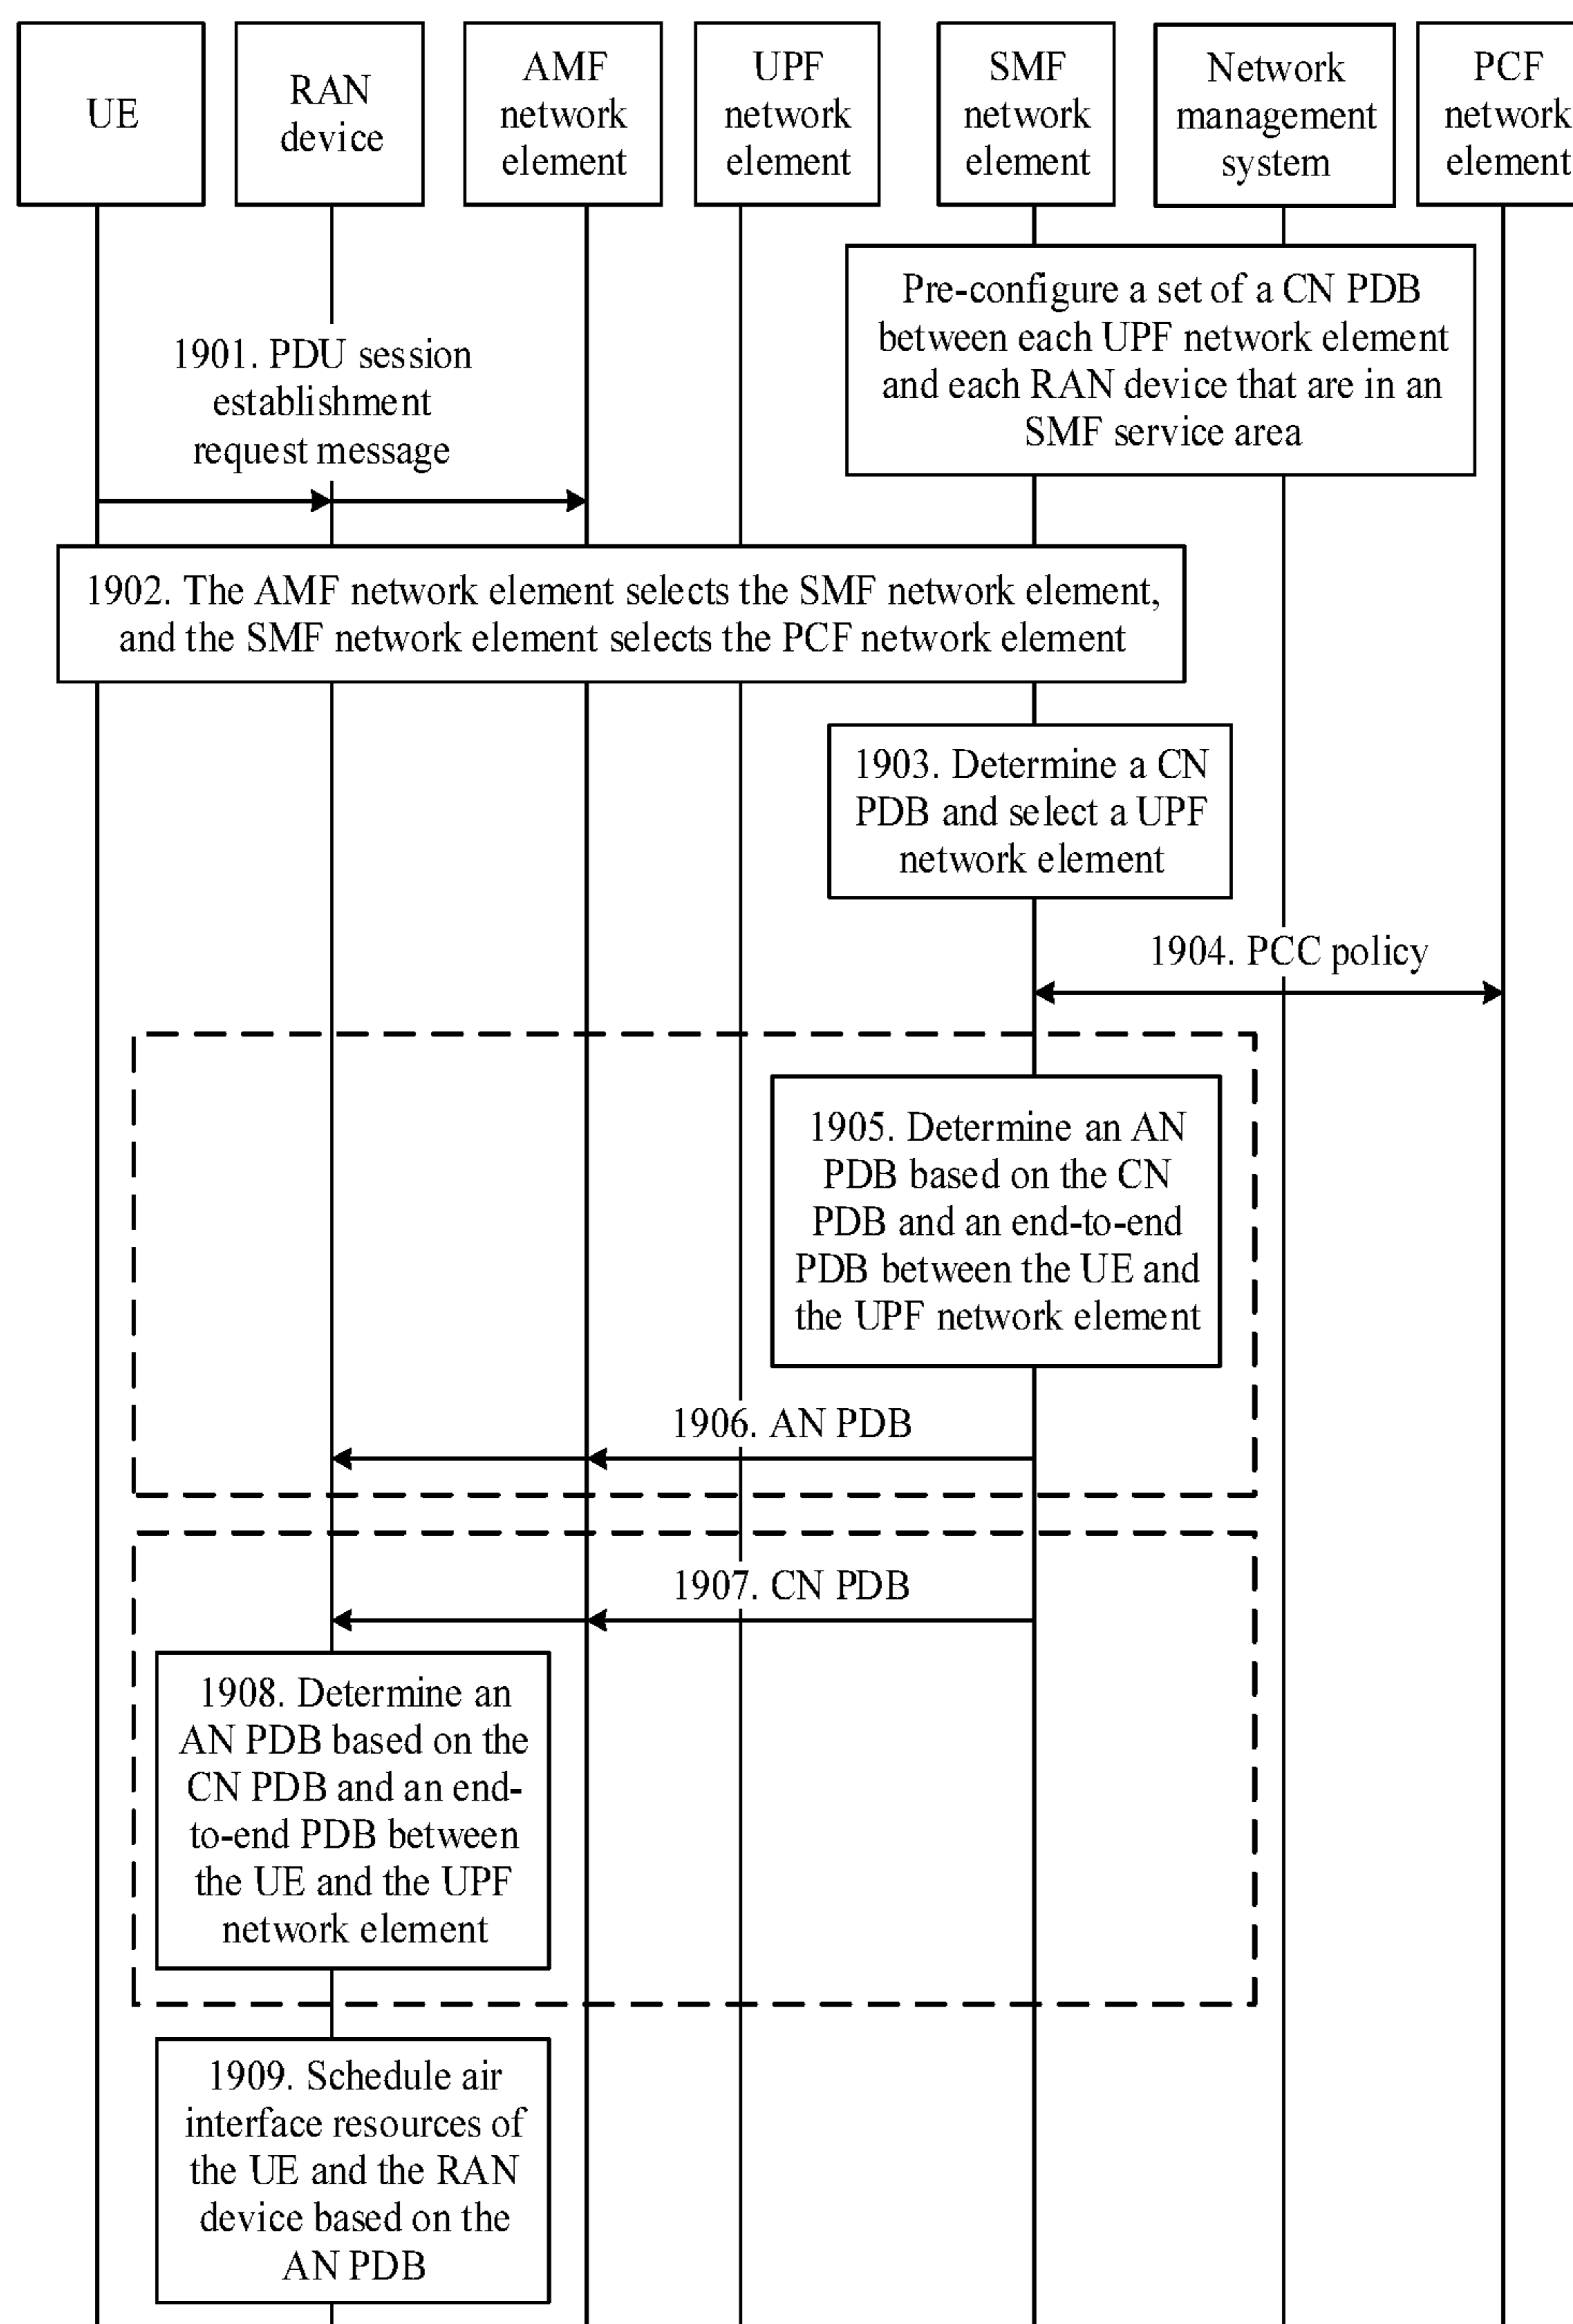 UE
RAN
device
AMF
network
element
UPF
network
element
SMF
network
element
Network
management
system
PCF
network
element
Pre-configure a set of a CN PDB
between each UPF network element
and each RAN device that are in an
SMF service area
1901. PDU session
establishment
request message
1902. The AMF network element selects the SMF network element,
and the SMF network element selects the PCF network element
1903. Determine a CN
PDB and select a UPF
network element
1904. PCC policy
1905. Determine an AN
PDB based on the CN
PDB and an end-to-end
PDB between the UE and
the UPF network element
1906. AN PDB
1907. CN PDB
1908. Determine an
AN PDB based on the
CN PDB and an end-
to-end PDB between
the UE and the UPF
network element
1909. Schedule air
interface resources of
the UE and the RAN
device based on the
AN PDB